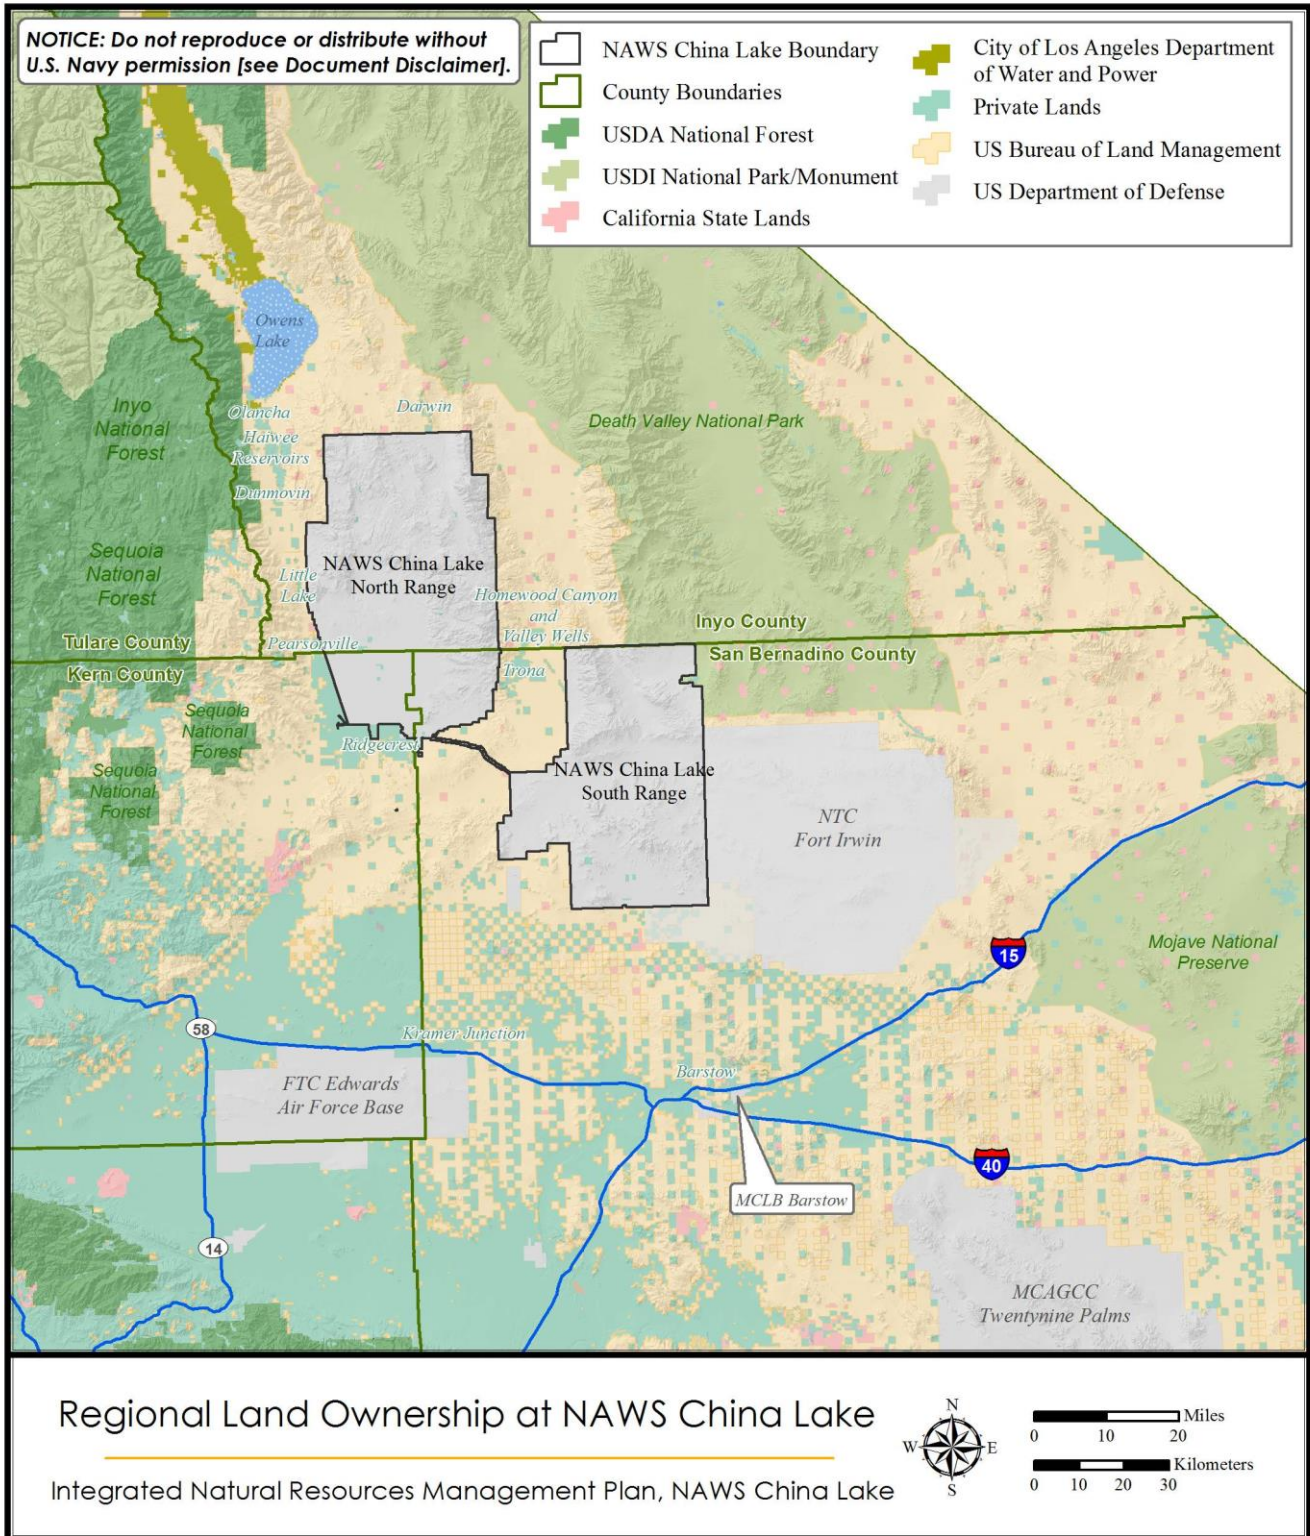 NOTICE: Do not reproduce or distribute without
U.S. Navy permission [see Document Disclaimer].
NAWS China Lake Boundary
County Boundaries
USDA National Forest
USDI National Park/Monument
California State Lands
City of Los Angeles Department
of Water and Power
Private Lands
US Bureau of Land Management
US Department of Defense
Owens
Lake
Inyo
National
Forest
Olancha
Haiwee
Reservoirs
Dunmovin
Darwin
Death Valley National Park
Sequoia
National
Forest
NAWS China Lake
North Range
Little
Lake
Homewood Canyon
and
Valley Wells
Pearsonville
Tulare County
Kern County
Inyo County
San Bernadino County
Trona
Sequoia
National
Forest
Ridgecrest
Sequoia
National
Forest
NAWS China Lake
South Range
NTC
Fort Irwin
Mojave National
Preserve
15
58
Kramer Junction
Barstow
FTC Edwards
Air Force Base
40
MCLB Barstow
14
MCAGCC
Twentynine Palms
Regional Land Ownership at NAWS China Lake
Integrated Natural Resources Management Plan, NAWS China Lake
N
W E
S
Miles
0 10 20
Kilometers
0 10 20 30